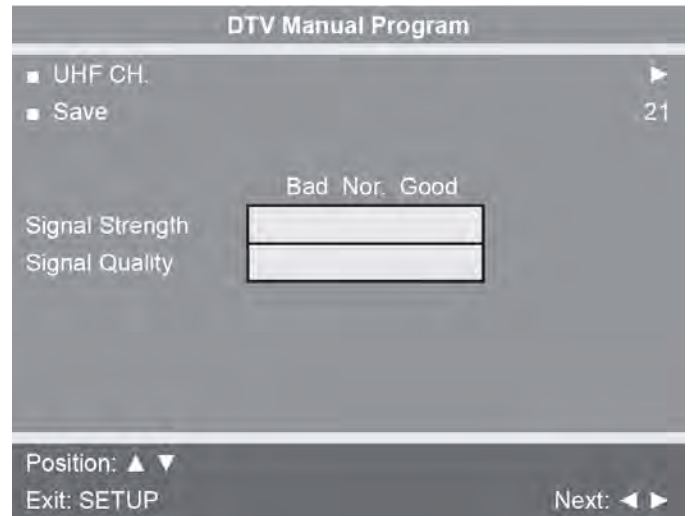 DTV Manual Program
■ UHF CH. ▶
■ Save 21
Bad Nor. Good
Signal Strength
Signal Quality
Position: ▲ ▼
Exit: SETUP Next: ◀ ▶